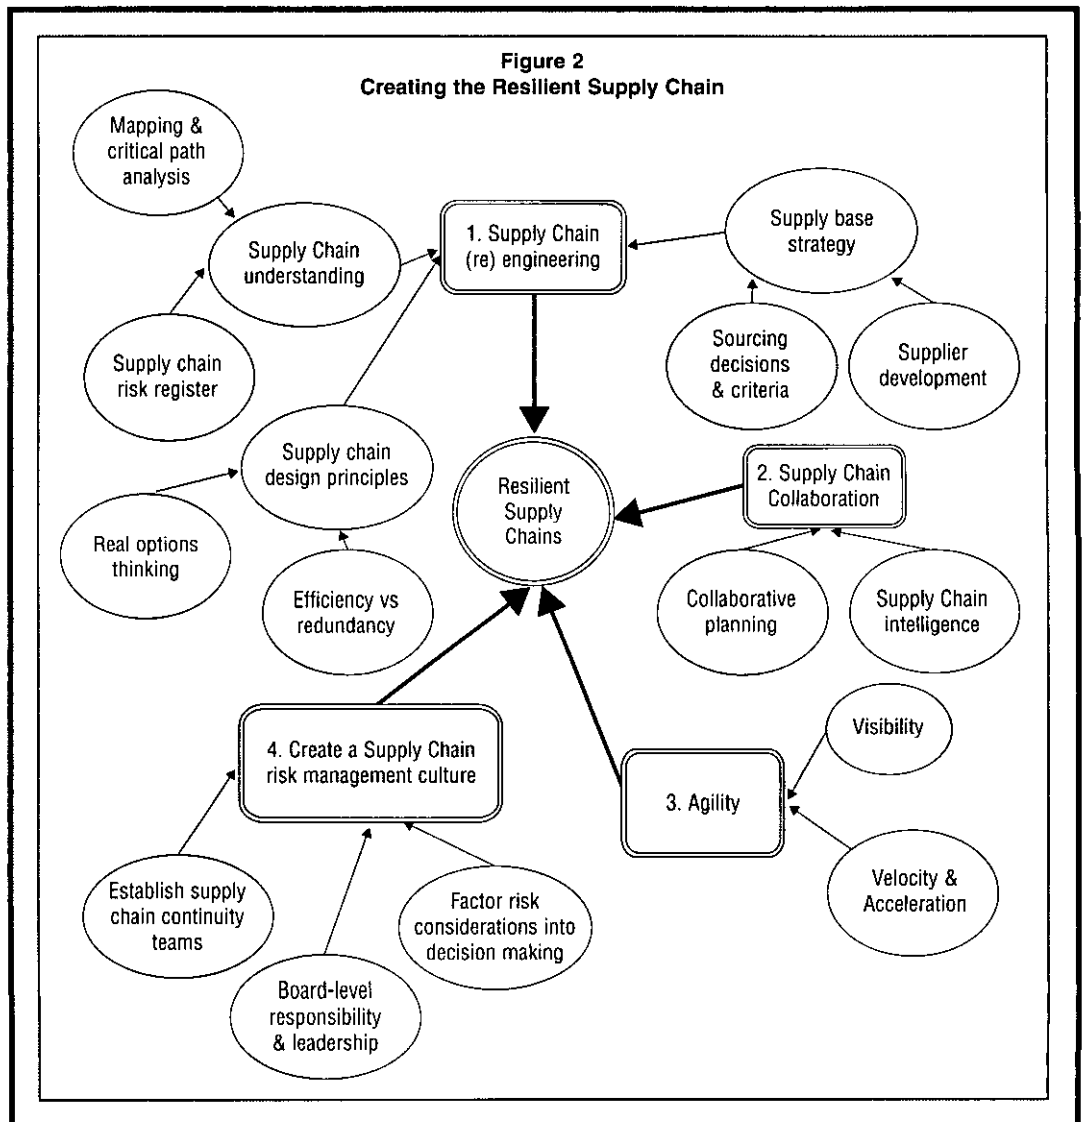 Figure 2
Creating the Resilient Supply Chain
Mapping &
critical path
analysis
Supply Chain
understanding
1. Supply Chain
(re) engineering
Supply base
strategy
Supply chain
risk register
Sourcing
decisions
& criteria
Supplier
development
Supply chain
design principles
Resilient
Supply
Chains
2. Supply Chain
Collaboration
Real options
thinking
Efficiency vs
redundancy
Collaborative
planning
Supply Chain
intelligence
4. Create a Supply Chain
risk management culture
Visibility
3. Agility
Establish supply
chain continuity
teams
Factor risk
considerations into
decision making
Velocity &
Acceleration
Board-level
responsibility
& leadership